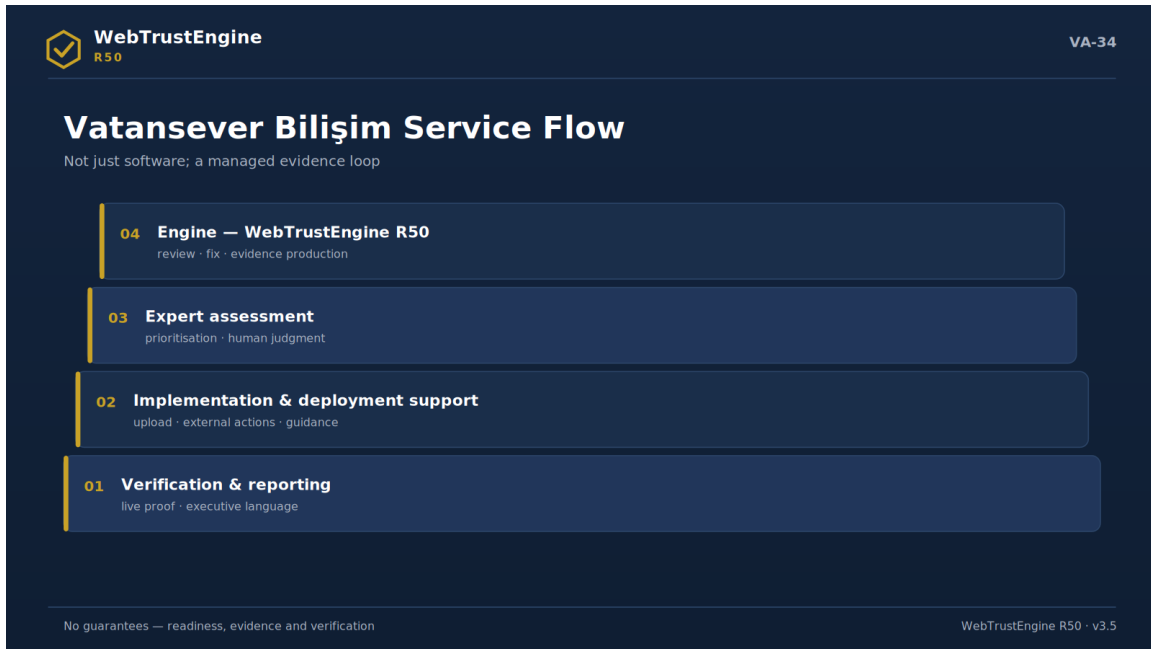 WebTrustEngine
R50
VA-34
Vatansever Bilişim Service Flow
Not just software; a managed evidence loop
04 Engine — WebTrustEngine R50
review · fix · evidence production
03 Expert assessment
prioritisation · human judgment
02 Implementation & deployment support
upload · external actions · guidance
01 Verification & reporting
live proof · executive language
No guarantees — readiness, evidence and verification
WebTrustEngine R50 · v3.5